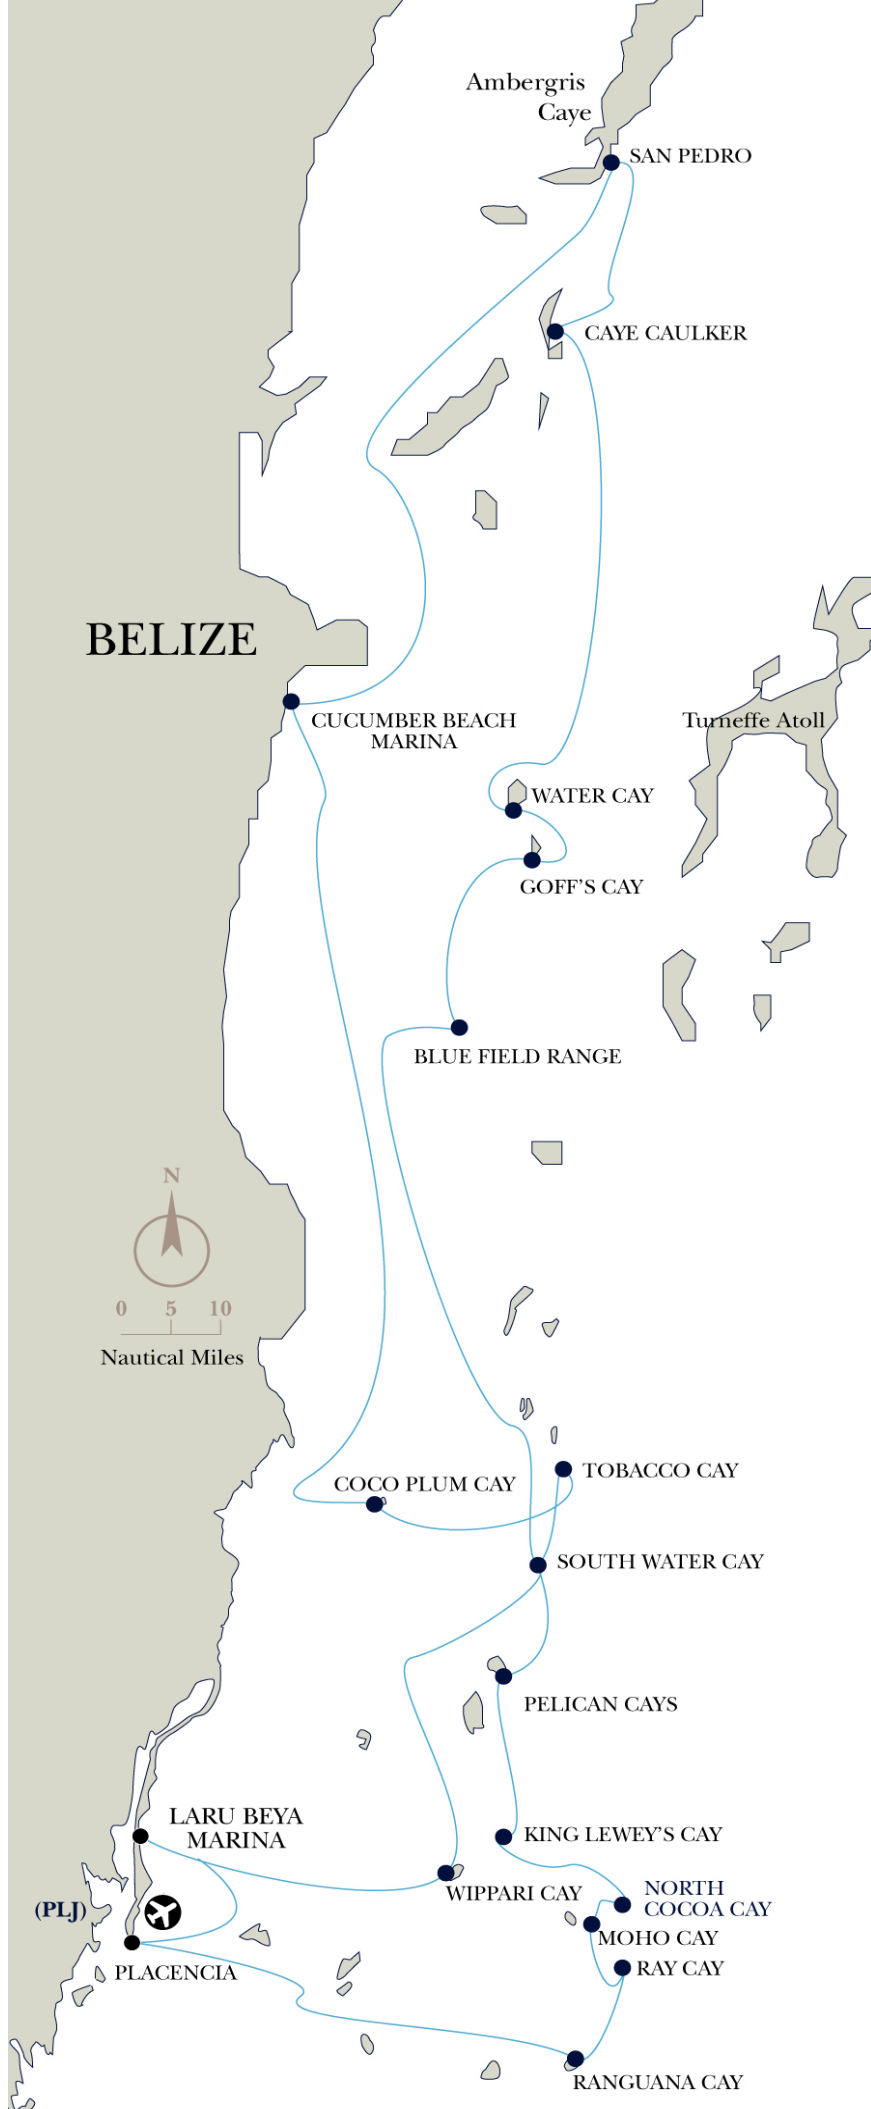 Ambergris
Caye
SAN PEDRO
CAYE CAULKER
BELIZE
CUCUMBER BEACH
MARINA
Turneffe Atoll
WATER CAY
GOFF'S CAY
BLUE FIELD RANGE
N
0 5 10
Nautical Miles
TOBACCO CAY
COCO PLUM CAY
SOUTH WATER CAY
PELICAN CAYS
LARU BEYA
MARINA
KING LEWEY'S CAY
WIPPARI CAY
NORTH
COCOA CAY
(PLJ)
MOHO CAY
RAY CAY
PLACENCIA
RANGUANA CAY